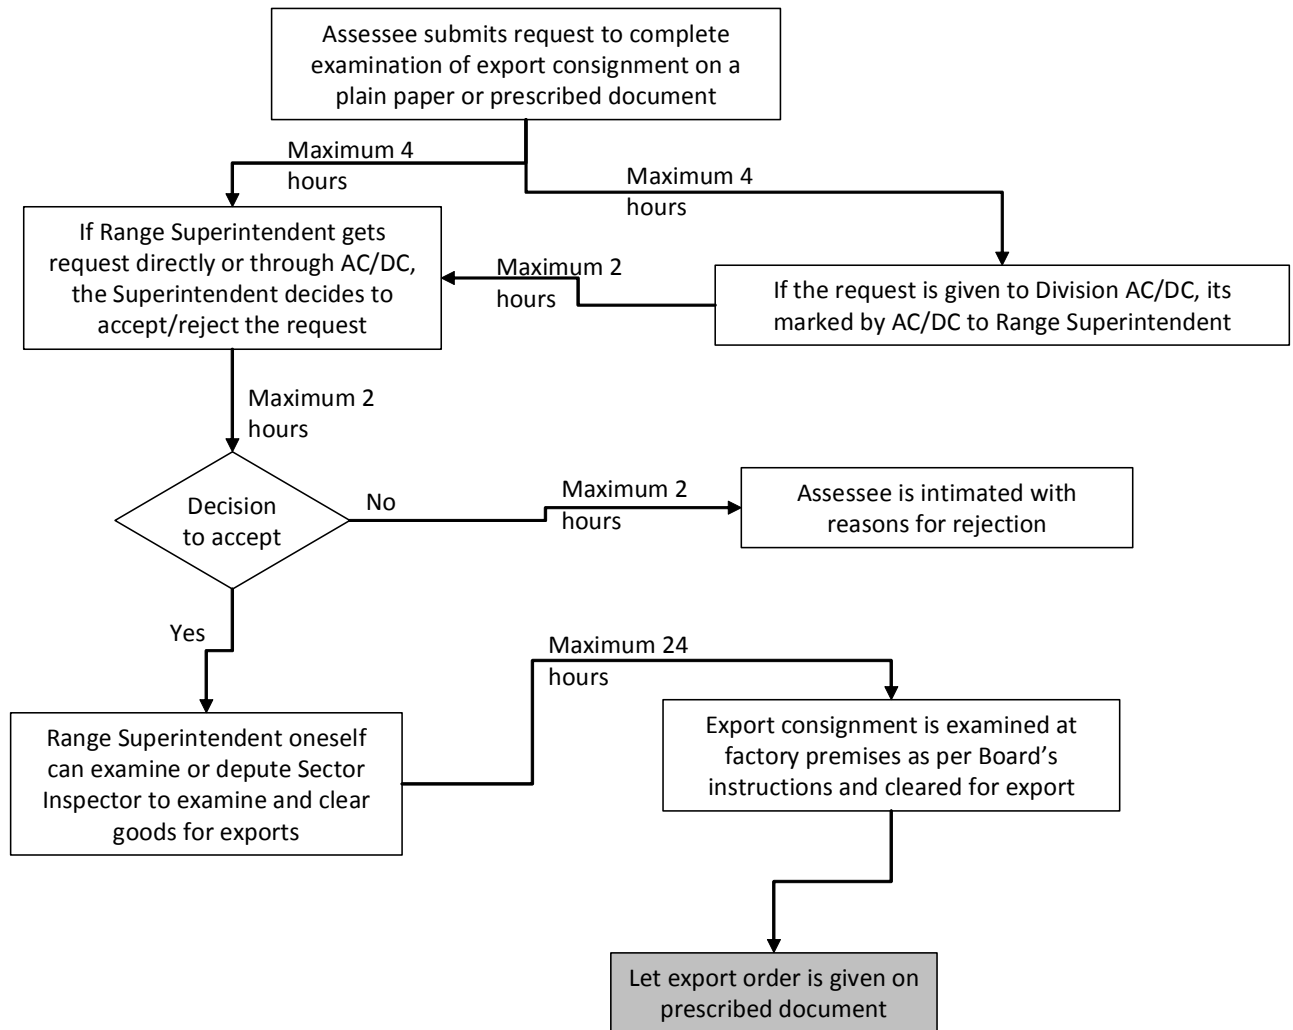 Assessee submits request to complete
examination of export consignment on a
plain paper or prescribed document
Maximum 4
hours
Maximum 4
hours
If Range Superintendent gets
request directly or through AC/DC,
the Superintendent decides to
accept/reject the request
Maximum 2
hours
If the request is given to Division AC/DC, its
marked by AC/DC to Range Superintendent
Maximum 2
hours
Decision
to accept
No
Maximum 2
hours
Assessee is intimated with
reasons for rejection
Yes
Maximum 24
hours
Range Superintendent oneself
can examine or depute Sector
Inspector to examine and clear
goods for exports
Export consignment is examined at
factory premises as per Board’s
instructions and cleared for export
Let export order is given on
prescribed document